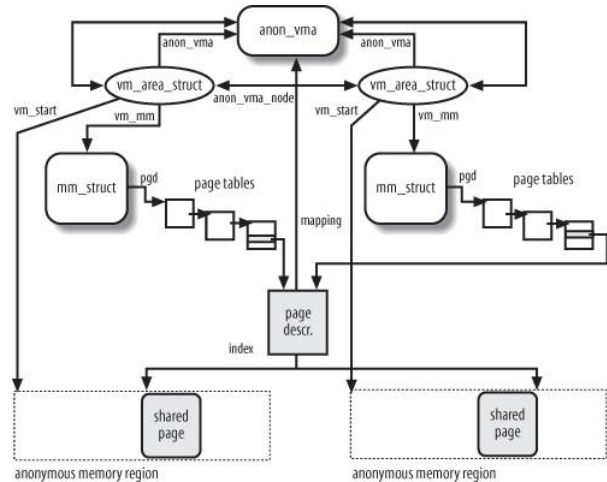 anon_vma
anon_vma
anon_vma
vm_area_struct
vm_area_struct
anon_vma_node
vm_start
vm_start
vm_mm
vm_mm
mm_struct
pgd
page tables
mm_struct
pgd
page tables
mapping
page
descr.
index
shared
page
shared
page
anonymous memory region
anonymous memory region